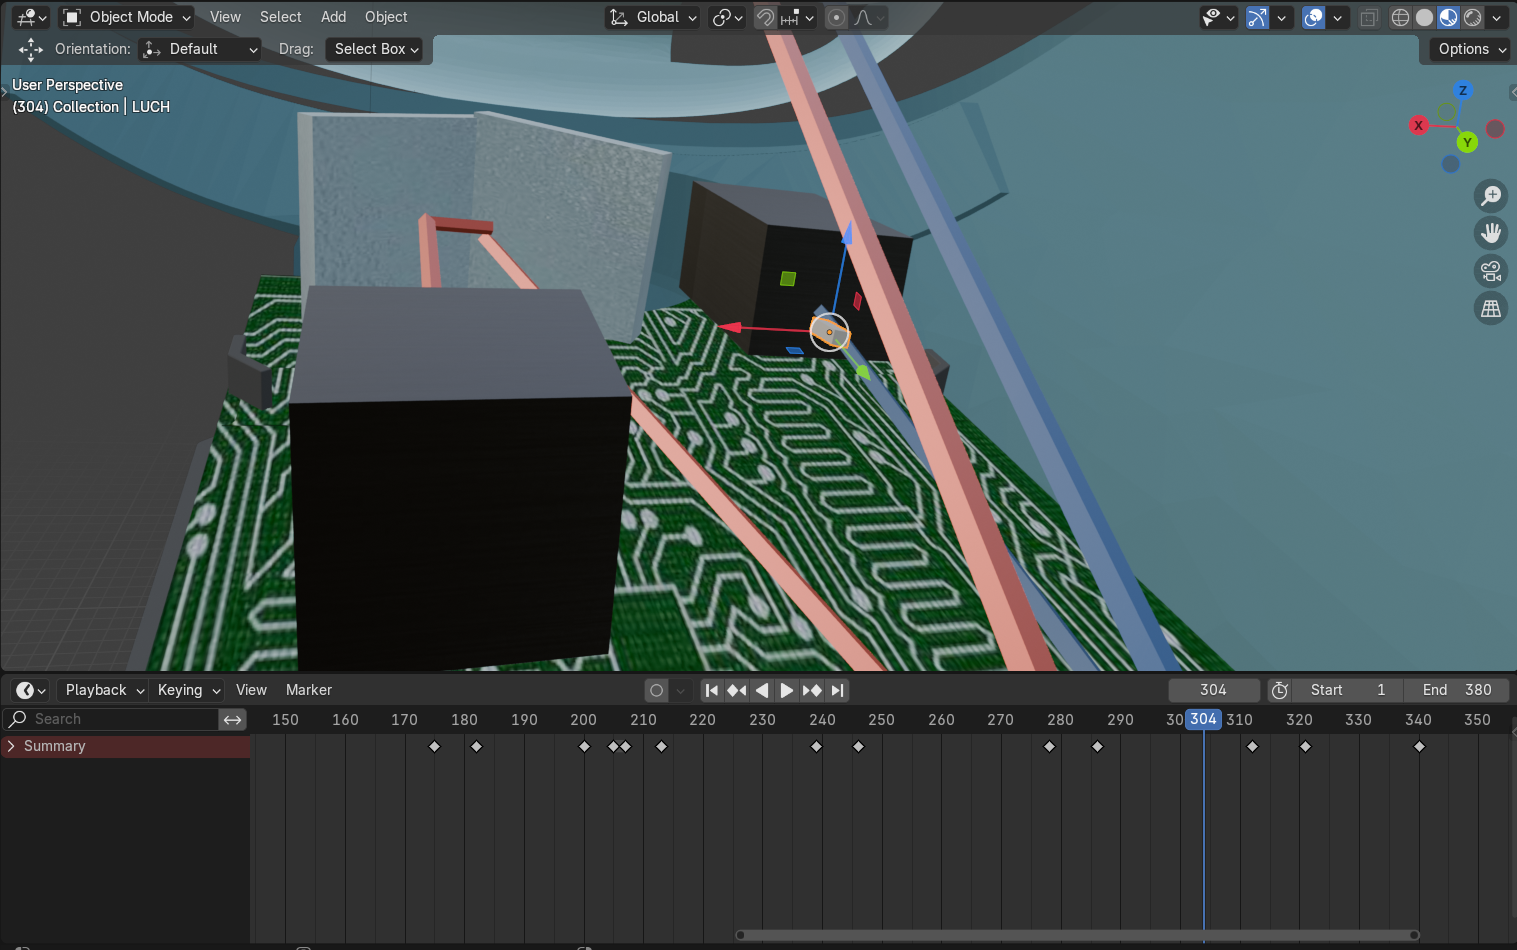 Object Mode View Select Add Object Global
Orientation: Default Drag: Select Box Options
User Perspective
(304) Collection | LUCH
Z
X
Y
Playback Keying View Marker 304 Start 1 End 380
Search 150 160 170 180 190 200 210 220 230 240 250 260 270 280 290 30 304 310 320 330 340 350
Summary